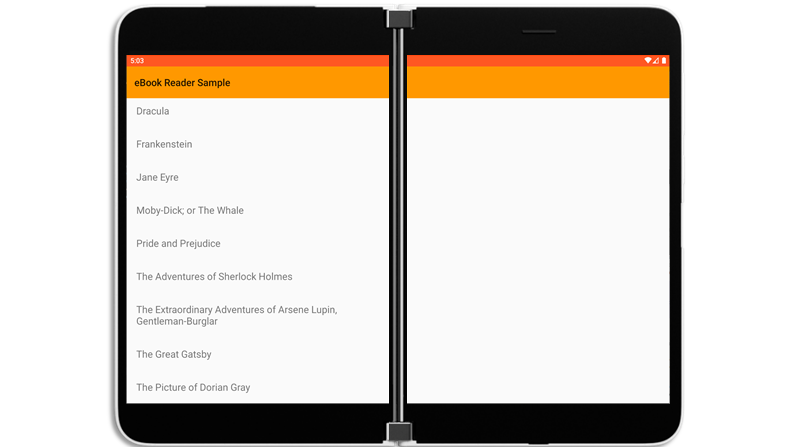 5:03
eBook Reader Sample
Dracula
Frankenstein
Jane Eyre
Moby-Dick; or The Whale
Pride and Prejudice
The Adventures of Sherlock Holmes
The Extraordinary Adventures of Arsene Lupin,
Gentleman-Burglar
The Great Gatsby
The Picture of Dorian Gray